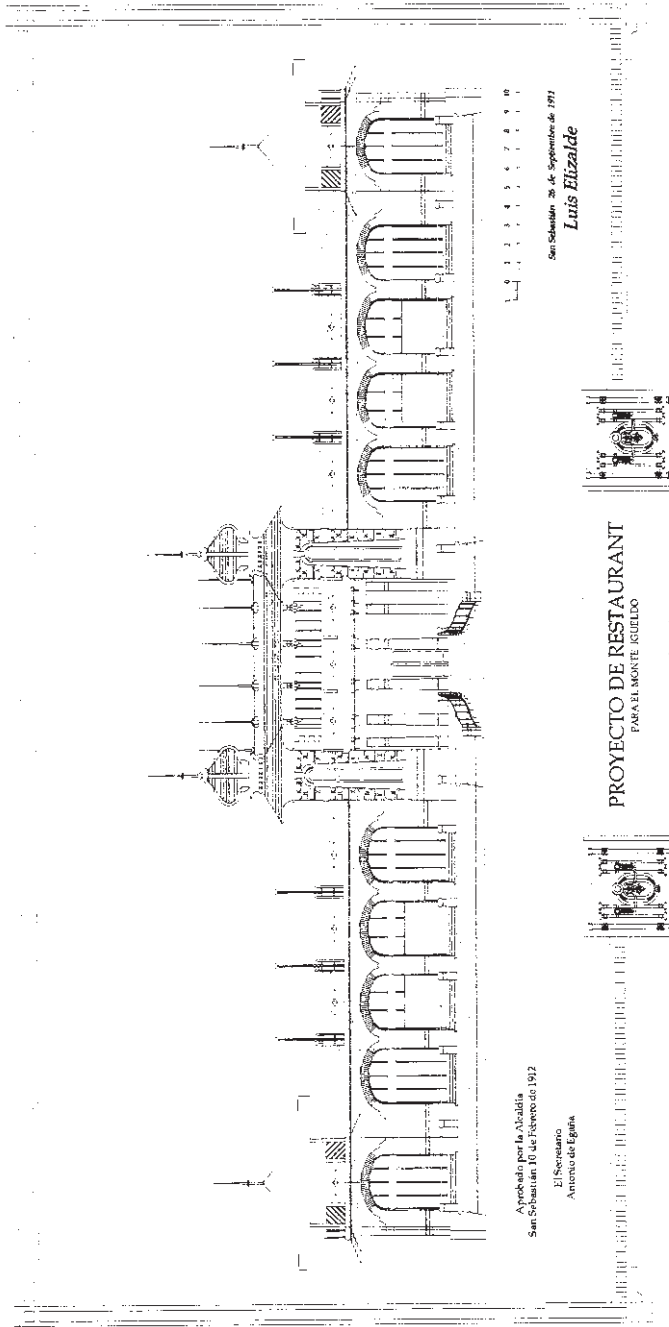 Aprobado por la Alcaldía
San Sebastián 10 de Febrero de 1912
El Secretario
Antonio de Egaña
PROYECTO DE RESTAURANT
PARA EL MONTE IGUELDO
1 0 1 2 3 4 5 6 7 8 9 10
San Sebastián 26 de Septiembre de 1911
Luis Elizalde